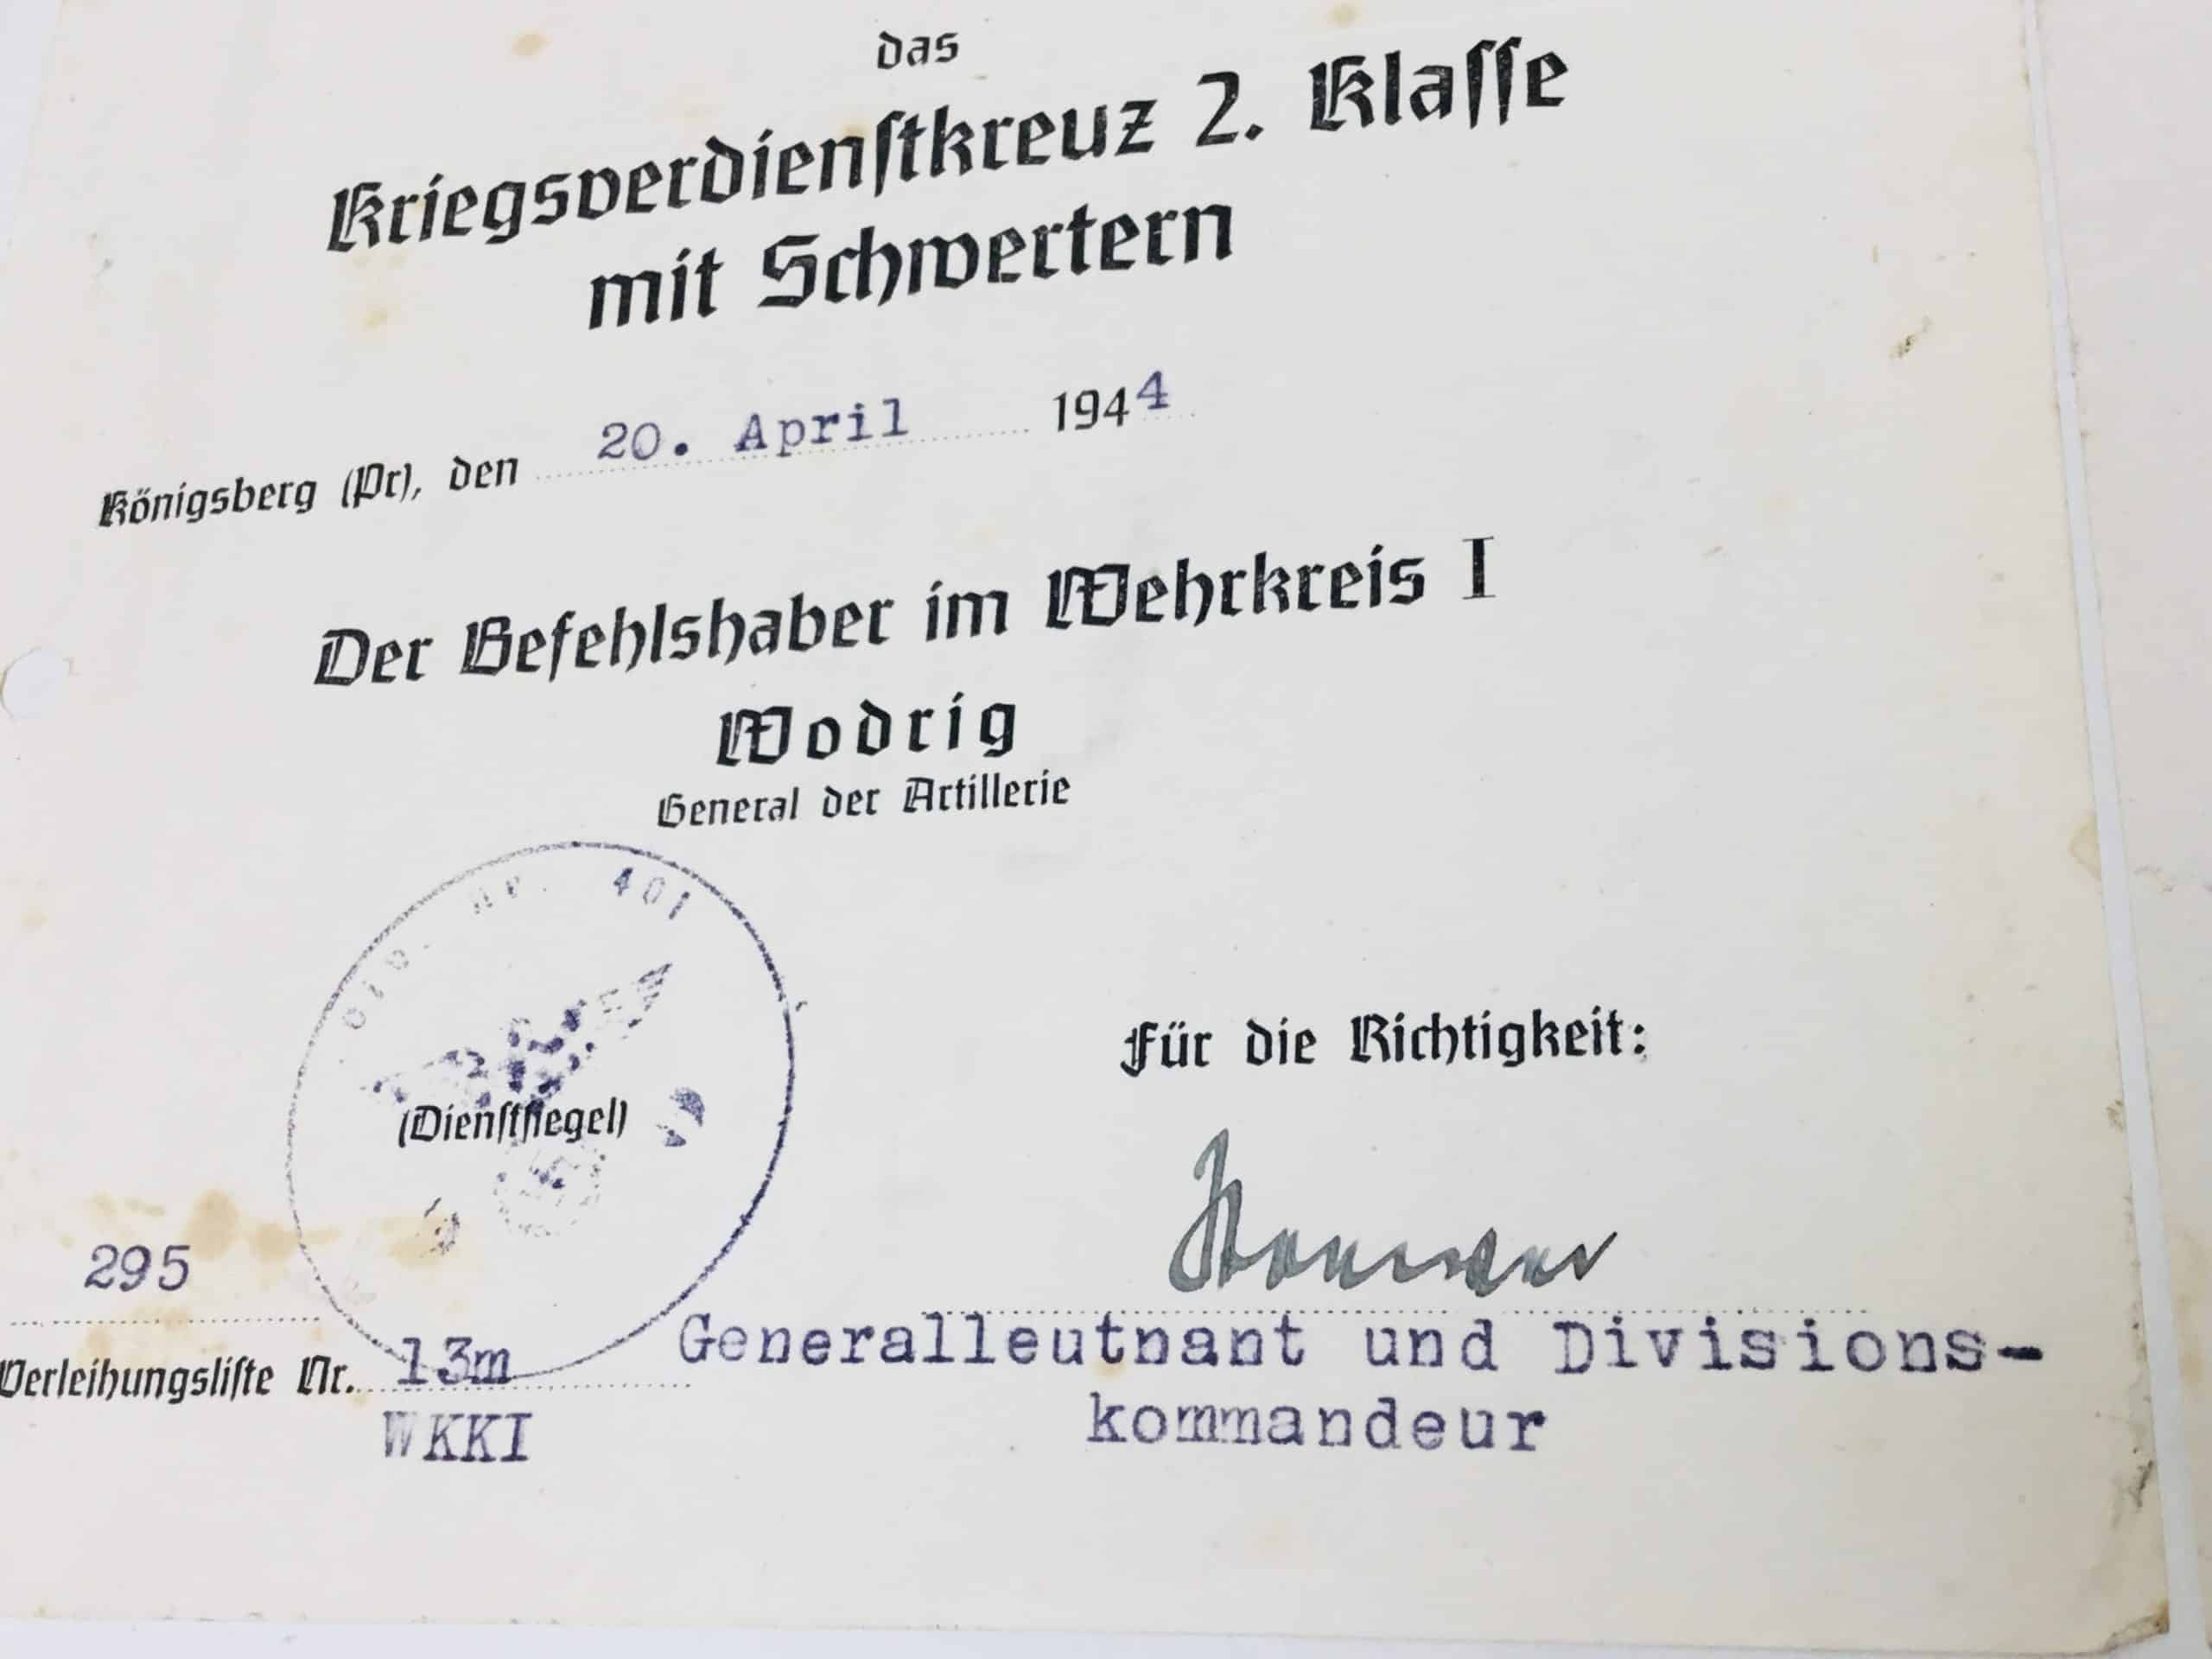 das
Kriegsverdienſtkreuz 2. Klaſſe
mit Schwertern
Königsberg (Pr), den 20. April 1944
Der Befehlshaber im Wehrkreis I
Wodrig
General der Artillerie
Nr. 401
(Dienſtſiegel)
Für die Richtigkeit:
295
Verleihungsliſte Nr. 13m
WKKI
Generalleutnant und Divisions-
kommandeur